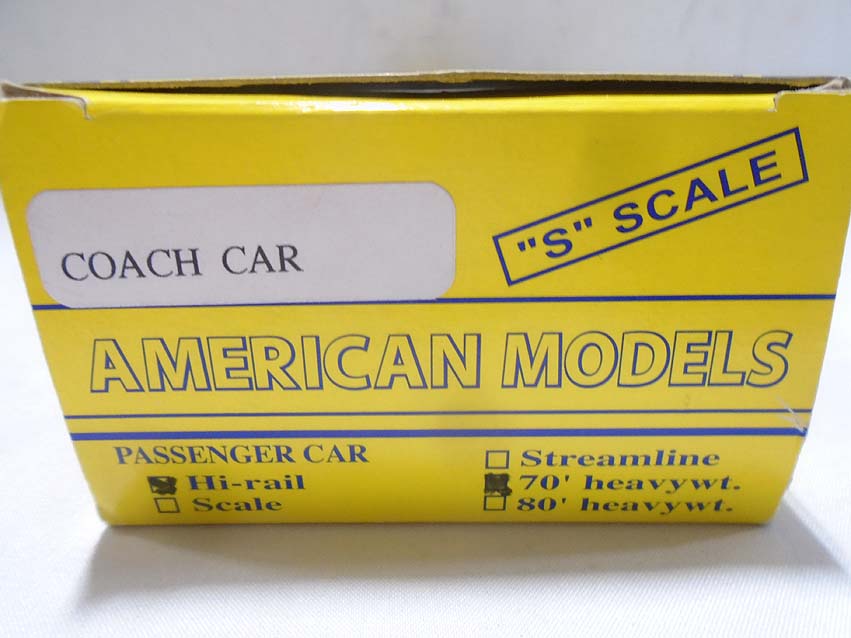 COACH CAR
"S" SCALE
AMERICAN MODELS
PASSENGER CAR
Hi-rail
Scale
Streamline
70' heavywt.
80' heavywt.